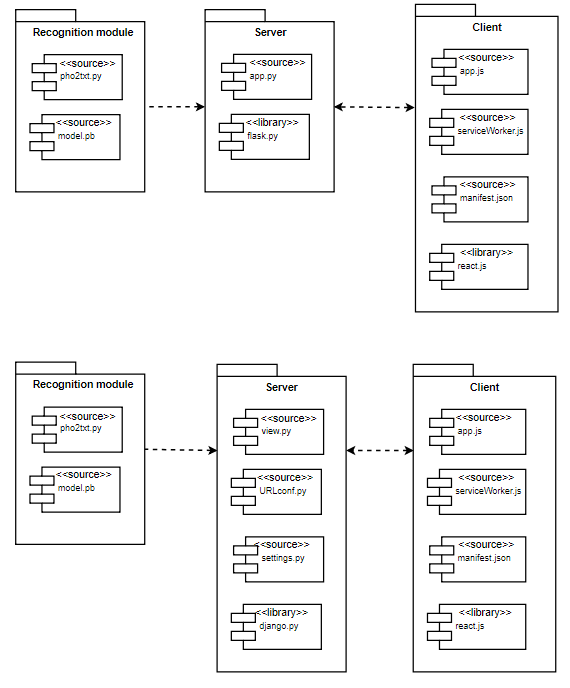 Recognition module
<<source>>
pho2txt.py
<<source>>
model.pb
Server
<<source>>
app.py
<<library>>
flask.py
Client
<<source>>
app.js
<<source>>
serviceWorker.js
<<source>>
manifest.json
<<library>>
react.js
Recognition module
<<source>>
pho2txt.py
<<source>>
model.pb
Server
<<source>>
view.py
<<source>>
URLconf.py
<<source>>
settings.py
<<library>>
django.py
Client
<<source>>
app.js
<<source>>
serviceWorker.js
<<source>>
manifest.json
<<library>>
react.js